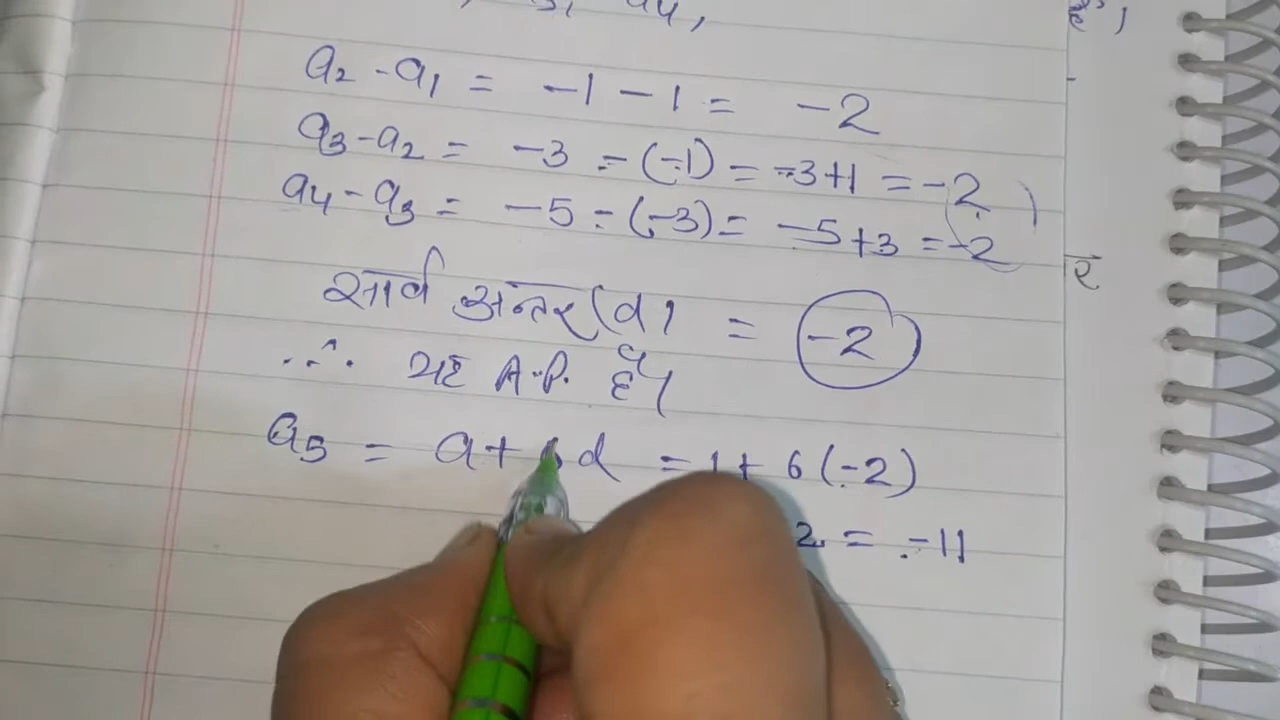 a4,
a2 - a1 = -1 - 1 = -2
a3 - a2 = -3 - (-1) = -3+1 = -2
a4 - a3 = -5 - (-3) = -5+3 = -2
सार्व अन्तर (d) = -2
∴ यह A.P. है।
a5 = a + d = 1 + 6(-2)
2 = -11